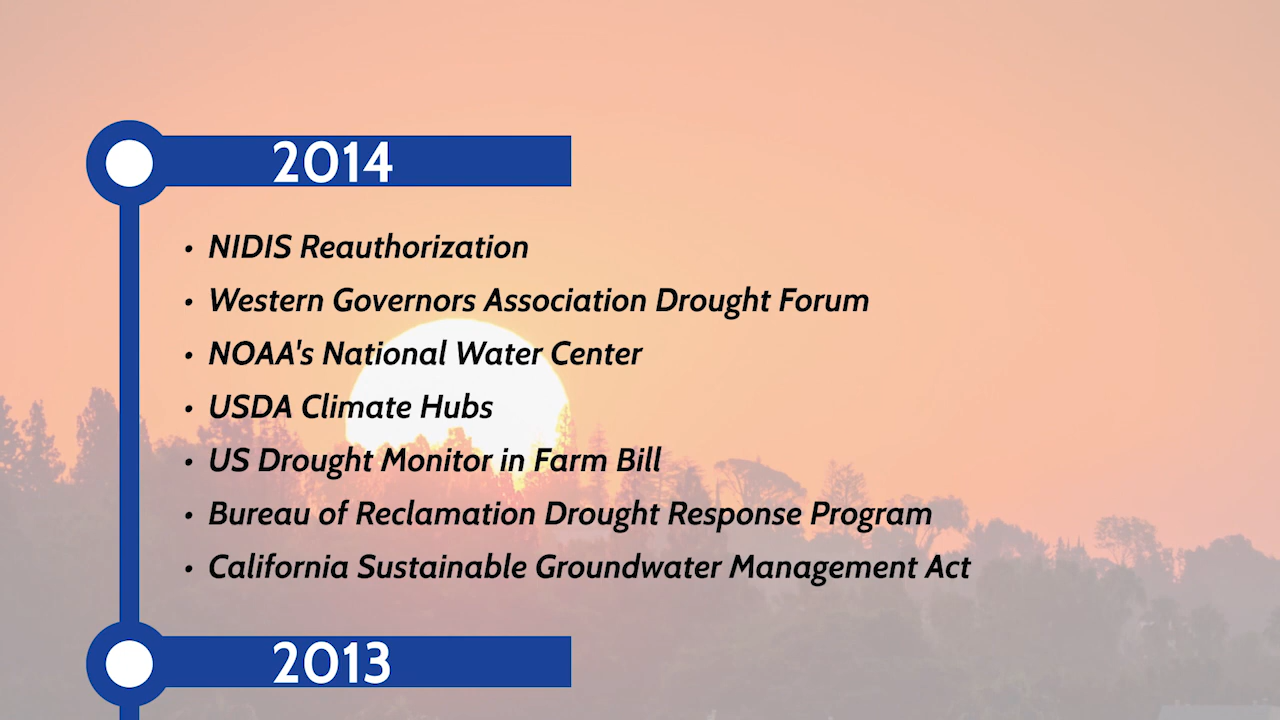 2014
• NIDIS Reauthorization
• Western Governors Association Drought Forum
• NOAA's National Water Center
• USDA Climate Hubs
• US Drought Monitor in Farm Bill
• Bureau of Reclamation Drought Response Program
• California Sustainable Groundwater Management Act
2013